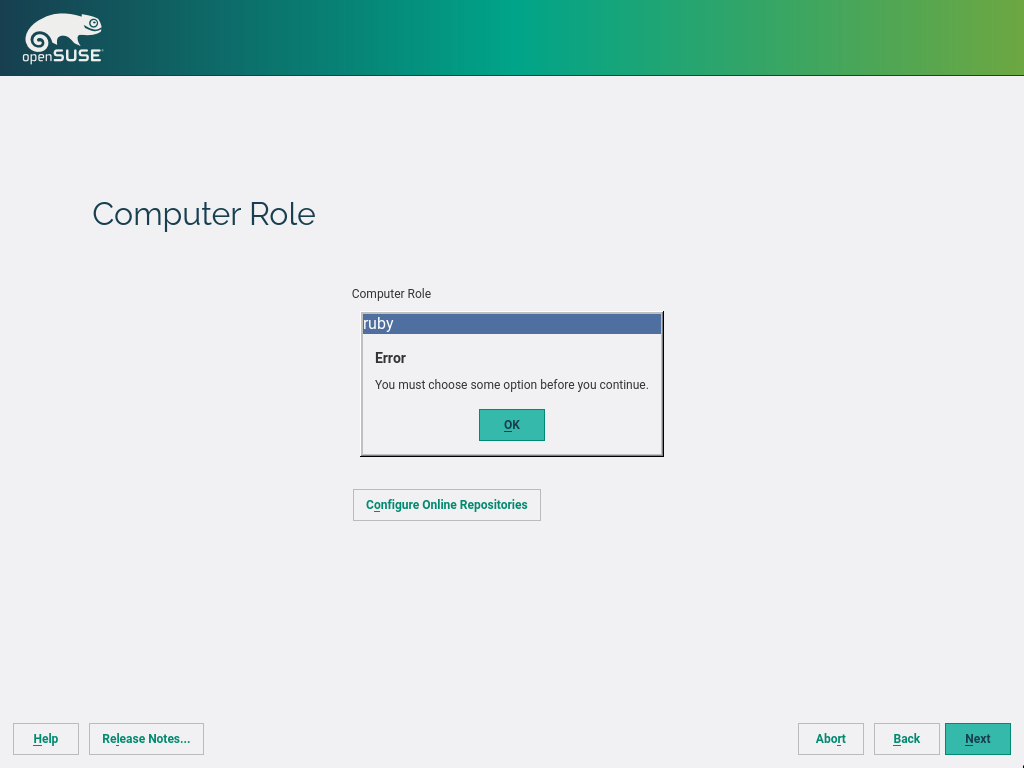 openSUSE
Computer Role
Computer Role
ruby
Error
You must choose some option before you continue.
OK
Configure Online Repositories
Help
Release Notes...
Abort
Back
Next